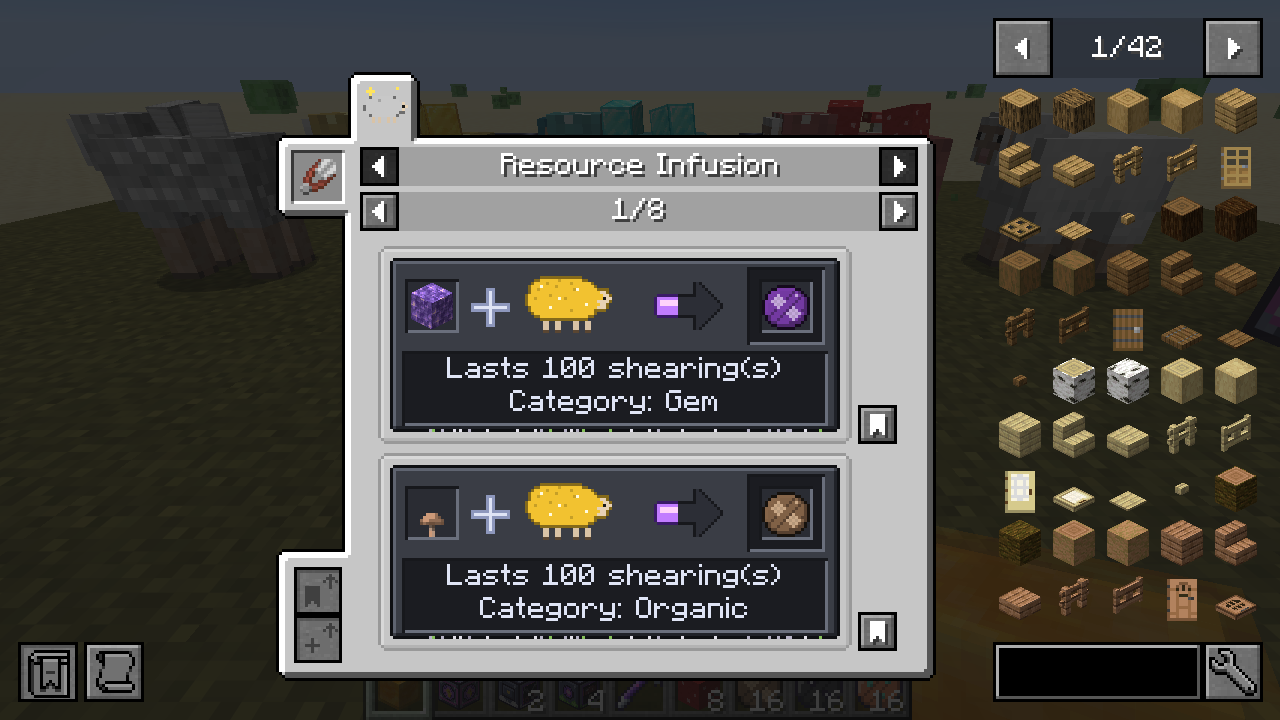 1/42
Resource Infusion
1/8
Lasts 100 shearing(s)
Category: Gem
Lasts 100 shearing(s)
Category: Organic
2
4
8
16
16
16